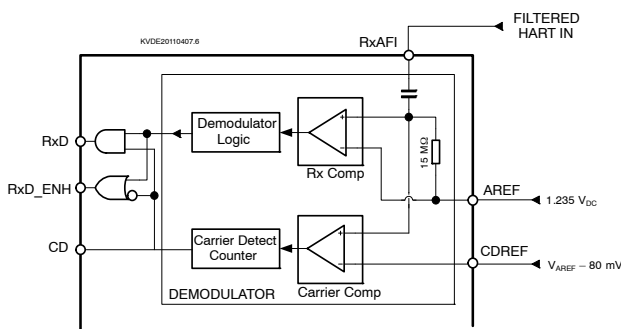 FILTERED
HART IN
KVDE20110407.6
RxAFI
Demodulator
Logic
Rx Comp
15 MΩ
RxD
RxD_ENH
AREF
1.235 VDC
CD
Carrier Detect
Counter
Carrier Comp
CDREF
VAREF − 80 mV
DEMODULATOR